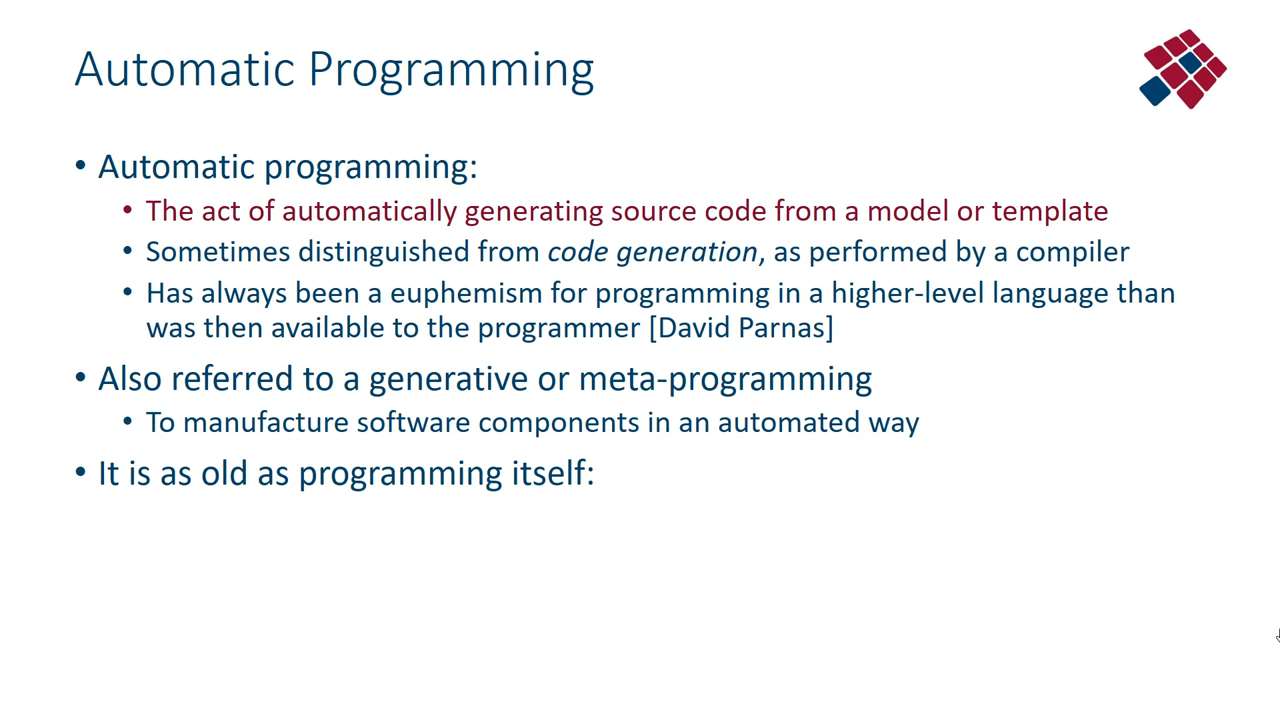 Automatic Programming
• Automatic programming:
• The act of automatically generating source code from a model or template
• Sometimes distinguished from code generation, as performed by a compiler
• Has always been a euphemism for programming in a higher-level language than
was then available to the programmer [David Parnas]
• Also referred to a generative or meta-programming
• To manufacture software components in an automated way
• It is as old as programming itself: